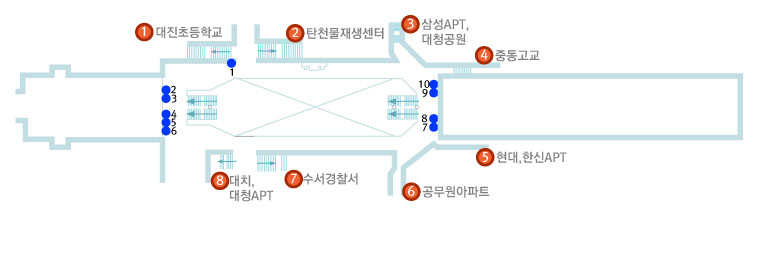 1 대진초등학교
2 탄천물재생센터
3 삼성APT,
대청공원
4 중동고교
1
2
3
4
5
6
10
9
8
7
5 현대,한신APT
6 공무원아파트
7 수서경찰서
8 대치,
대청APT